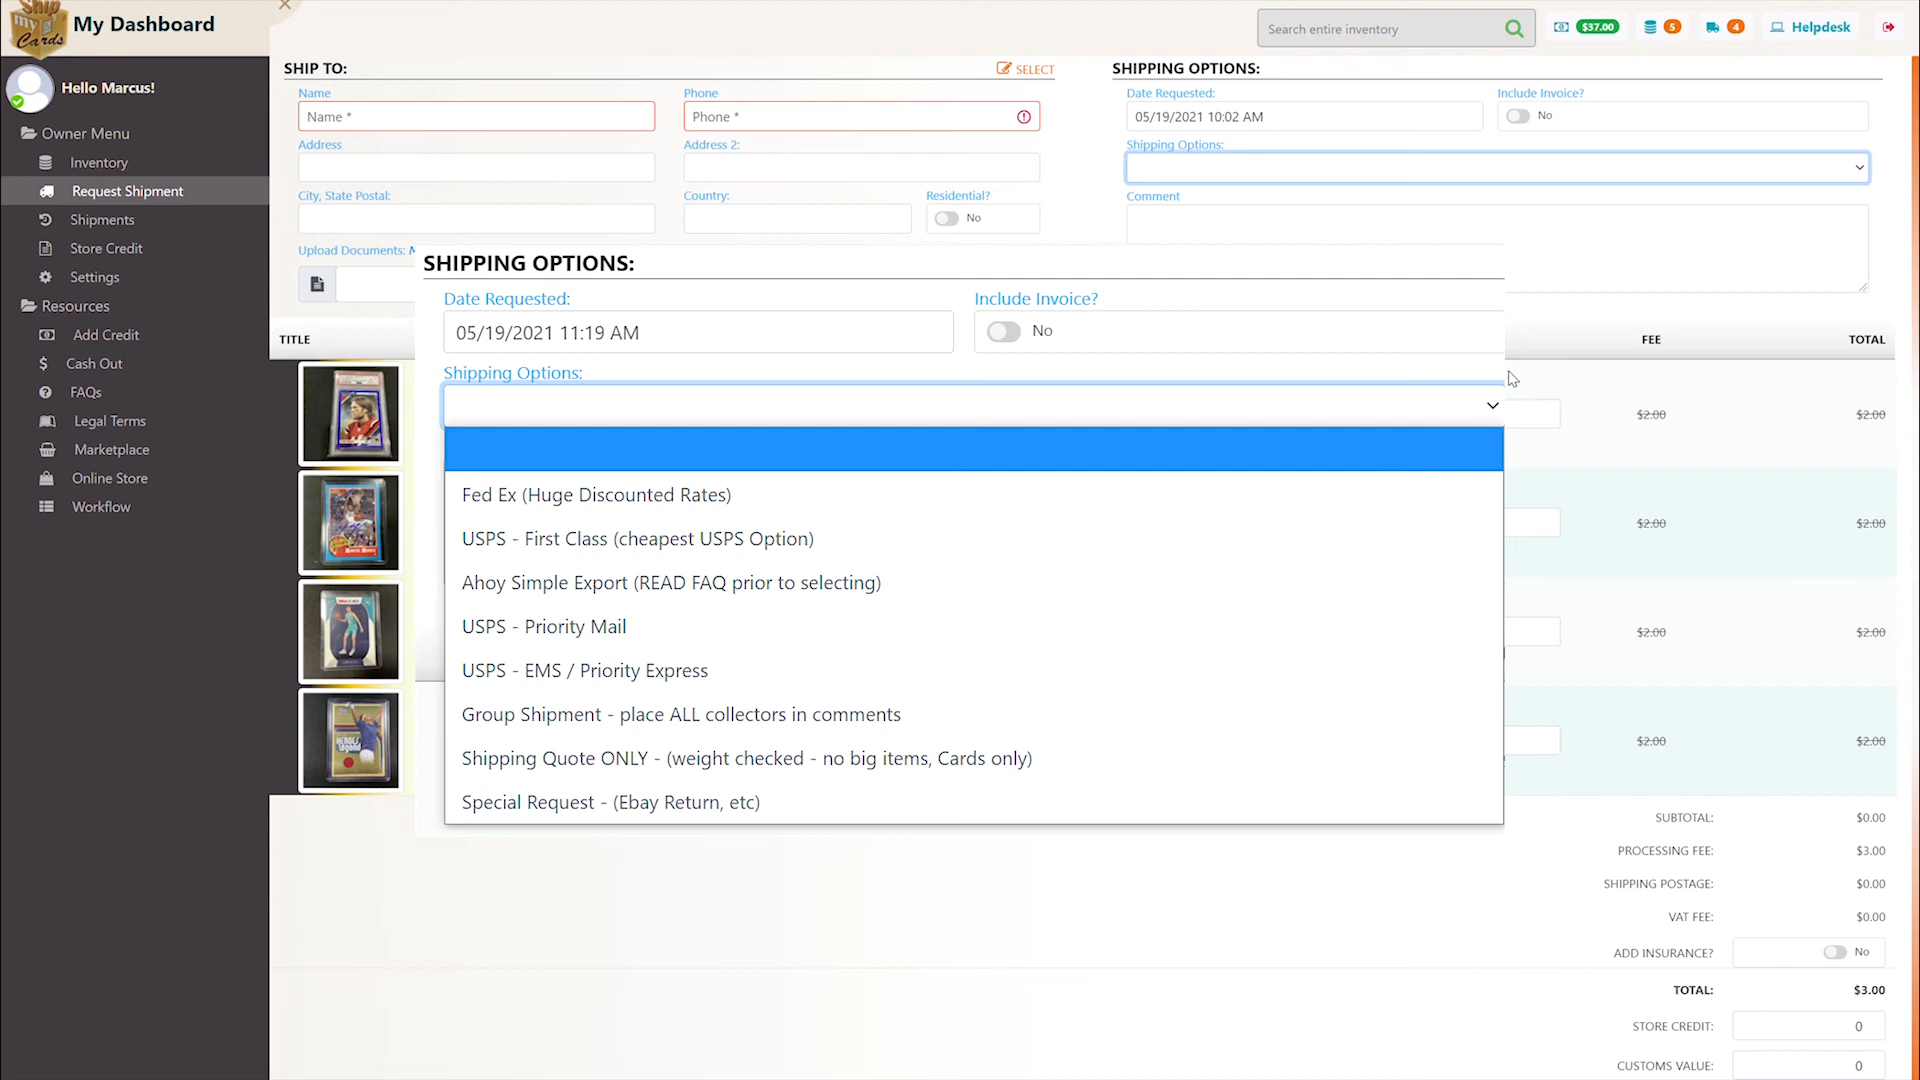 Ship
my
Cards
My Dashboard
Search entire inventory
$37.00
5
4
Helpdesk
Hello Marcus!
Owner Menu
Inventory
Request Shipment
Shipments
Store Credit
Settings
Resources
Add Credit
Cash Out
FAQs
Legal Terms
Marketplace
Online Store
Workflow
SHIP TO:
SELECT
Name
Phone
Name *
Phone *
Address
Address 2:
City, State Postal:
Country:
Residential?
No
Upload Documents:
SHIPPING OPTIONS:
Date Requested:
Include Invoice?
05/19/2021 10:02 AM
No
Shipping Options:
Comment
SHIPPING OPTIONS:
Date Requested:
Include Invoice?
05/19/2021 11:19 AM
No
Shipping Options:
Fed Ex (Huge Discounted Rates)
USPS - First Class (cheapest USPS Option)
Ahoy Simple Export (READ FAQ prior to selecting)
USPS - Priority Mail
USPS - EMS / Priority Express
Group Shipment - place ALL collectors in comments
Shipping Quote ONLY - (weight checked - no big items, Cards only)
Special Request - (Ebay Return, etc)
TITLE
FEE
TOTAL
$2.00
$2.00
$2.00
$2.00
$2.00
$2.00
$2.00
$2.00
SUBTOTAL:
$0.00
PROCESSING FEE:
$3.00
SHIPPING POSTAGE:
$0.00
VAT FEE:
$0.00
ADD INSURANCE?
No
TOTAL:
$3.00
STORE CREDIT:
0
CUSTOMS VALUE:
0